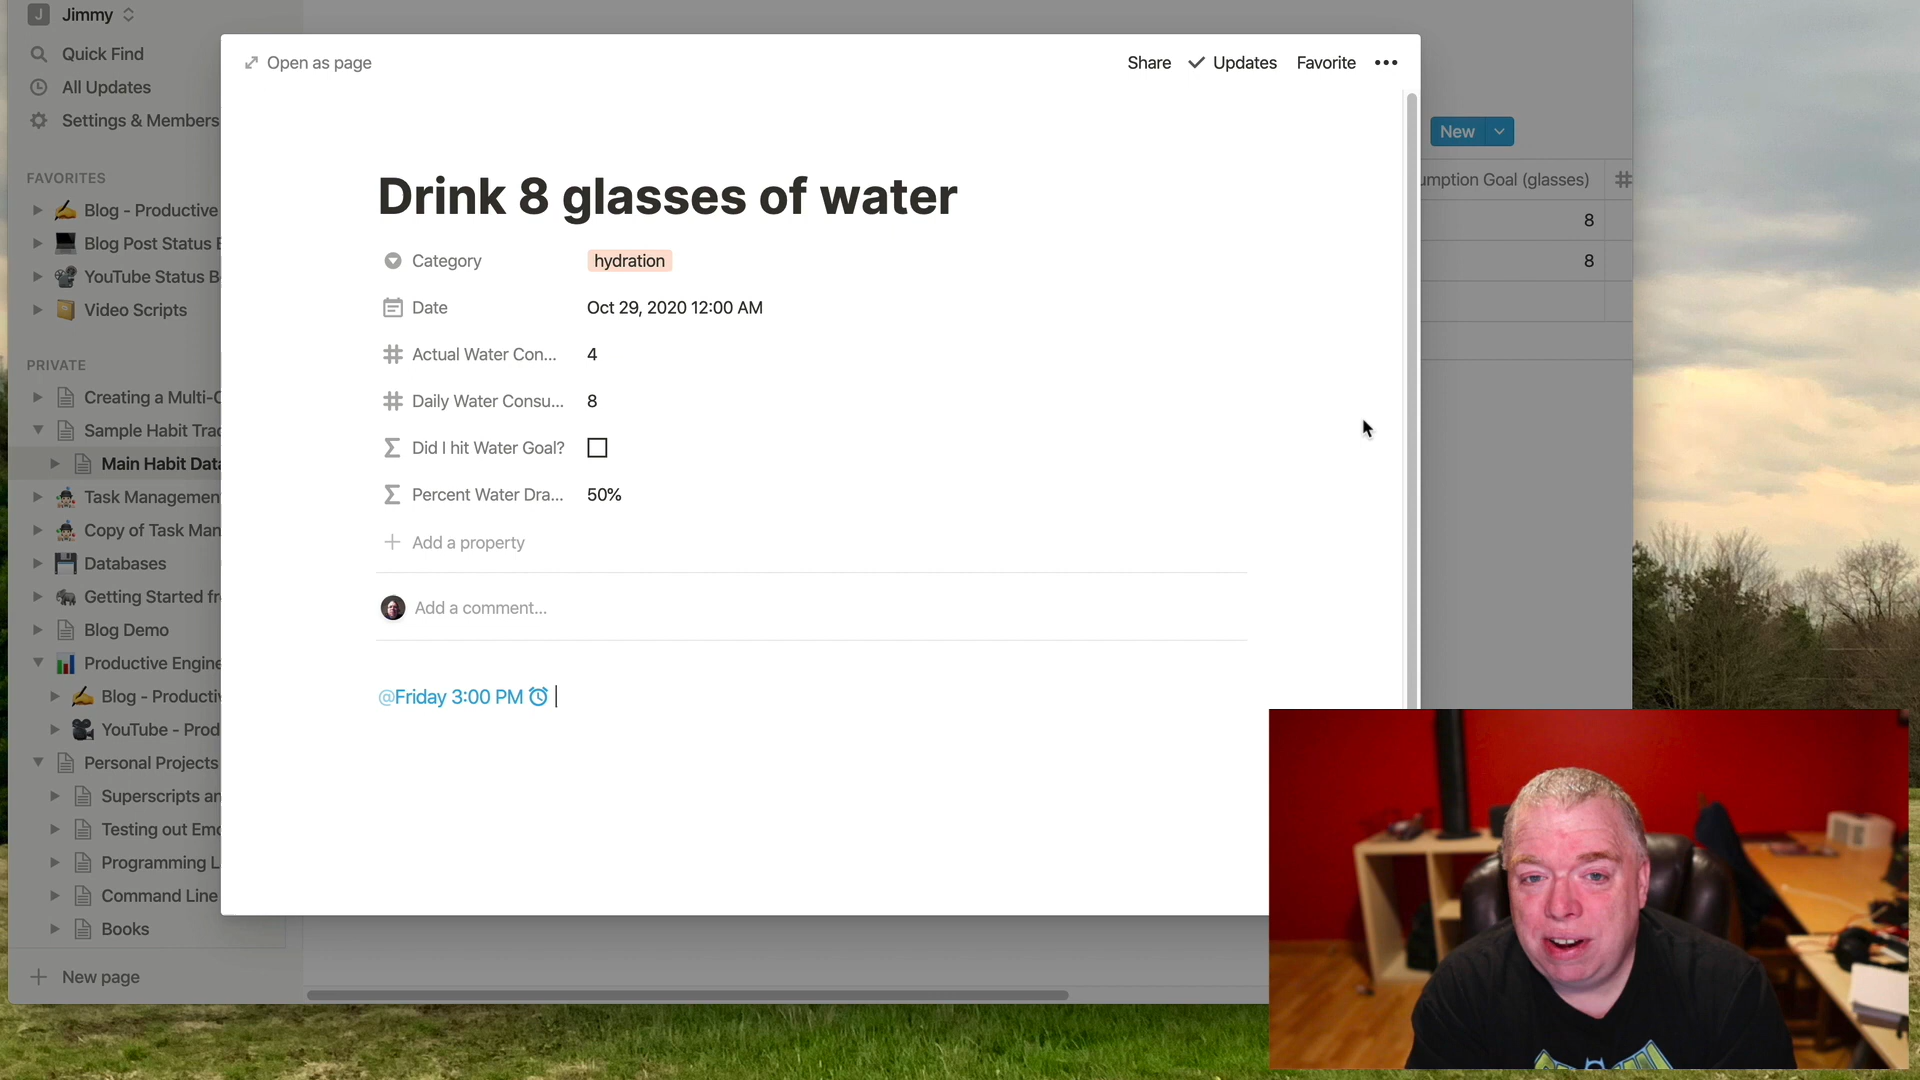 J Jimmy
Quick Find
All Updates
Settings & Members
FAVORITES
Blog - Productive
Blog Post Status
YouTube Status B
Video Scripts
PRIVATE
Creating a Multi-C
Sample Habit Trac
Main Habit Data
Task Managemen
Copy of Task Man
Databases
Getting Started fr
Blog Demo
Productive Engine
Blog - Productiv
YouTube - Prod
Personal Projects
Superscripts an
Testing out Emo
Programming L
Command Line
Books
New page
Open as page
Share
Updates
Favorite
Drink 8 glasses of water
Category hydration
Date Oct 29, 2020 12:00 AM
Actual Water Con... 4
Daily Water Consu... 8
Did I hit Water Goal?
Percent Water Dra... 50%
Add a property
Add a comment...
@Friday 3:00 PM
New
umption Goal (glasses)
8
8